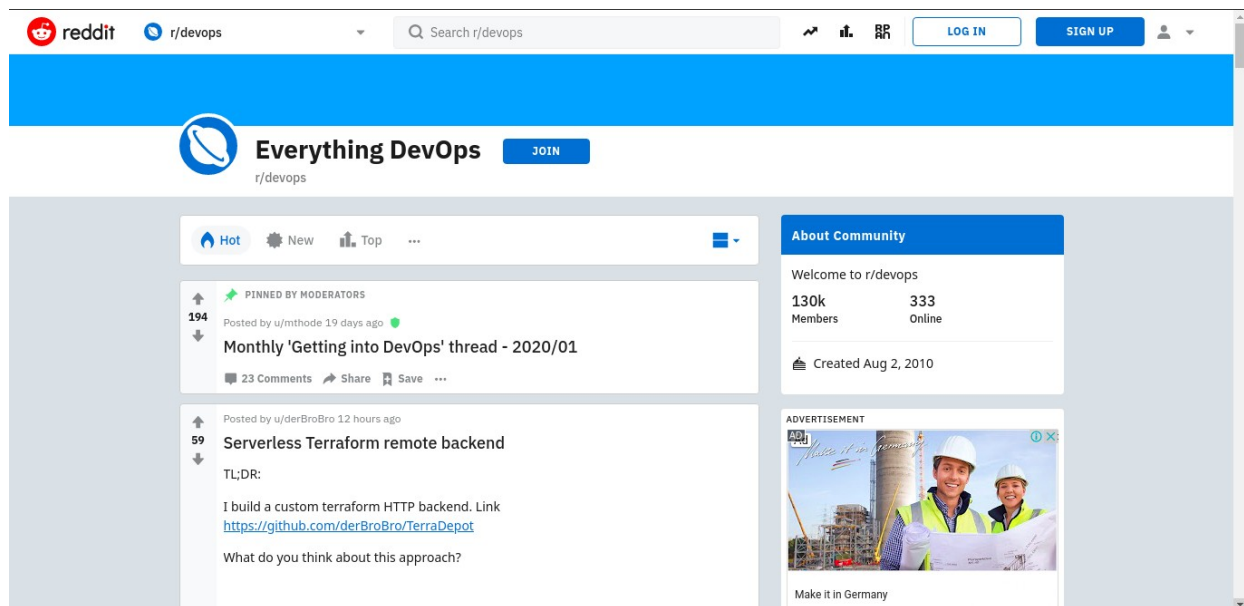 reddit
r/devops
Search r/devops
LOG IN
SIGN UP
Everything DevOps
JOIN
r/devops
Hot
New
Top
PINNED BY MODERATORS
194
Posted by u/mthode 19 days ago
Monthly 'Getting into DevOps' thread - 2020/01
23 Comments
Share
Save
Posted by u/derBroBro 12 hours ago
59
Serverless Terraform remote backend
TL;DR:
I build a custom terraform HTTP backend. Link
https://github.com/derBroBro/TerraDepot
What do you think about this approach?
About Community
Welcome to r/devops
130k
Members
333
Online
Created Aug 2, 2010
ADVERTISEMENT
AD
Make it in Germany
Make it in Germany